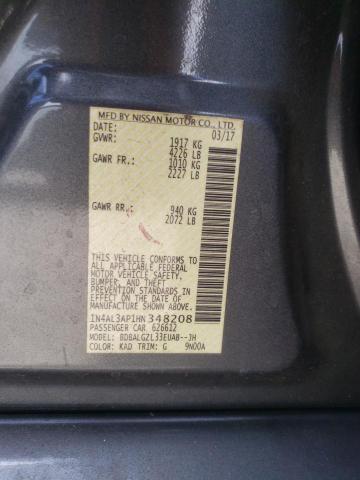 MFD BY NISSAN MOTOR CO., LTD.
DATE: 03/17
GVWR: 1917 KG
4226 LB
GAWR FR.: 1010 KG
2227 LB
GAWR RR.: 940 KG
2072 LB
THIS VEHICLE CONFORMS TO
ALL APPLICABLE FEDERAL
MOTOR VEHICLE SAFETY,
BUMPER, AND THEFT
PREVENTION STANDARDS IN
EFFECT ON THE DATE OF
MANUFACTURE SHOWN ABOVE.
1N4AL3AP1HN348208
PASSENGER CAR 626612
MODEL: BDBALGZL33EUAB--JH
COLOR: KAD TRIM: G 9N00A